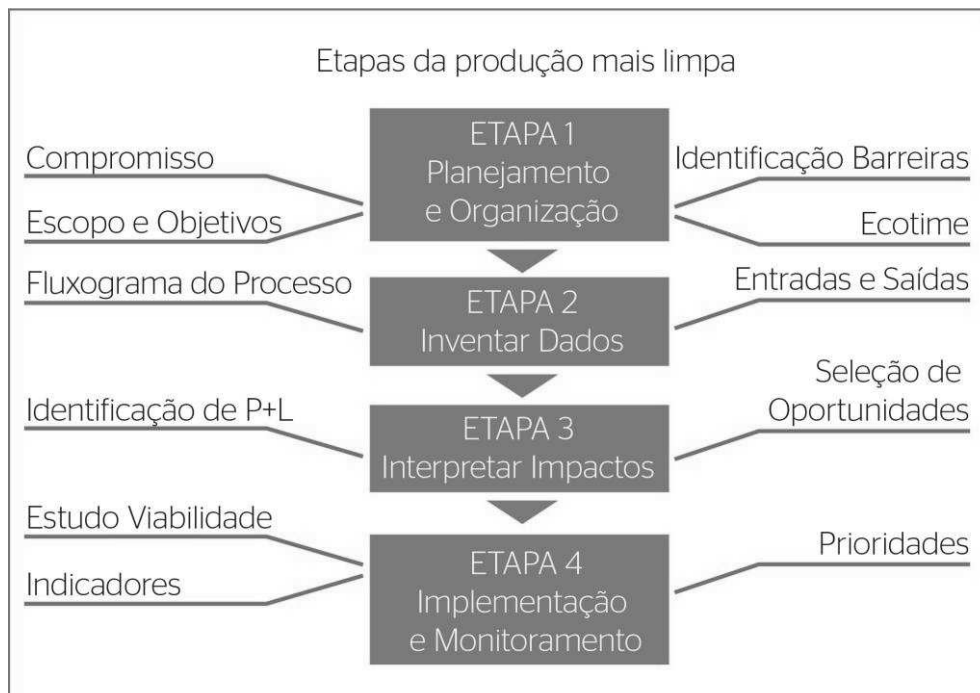 Etapas da produção mais limpa
ETAPA 1
Planejamento
e Organização
Compromisso
Escopo e Objetivos
Identificação Barreiras
Ecotime
ETAPA 2
Inventar Dados
Fluxograma do Processo
Entradas e Saídas
ETAPA 3
Interpretar Impactos
Identificação de P+L
Seleção de
Oportunidades
ETAPA 4
Implementação
e Monitoramento
Estudo Viabilidade
Indicadores
Prioridades